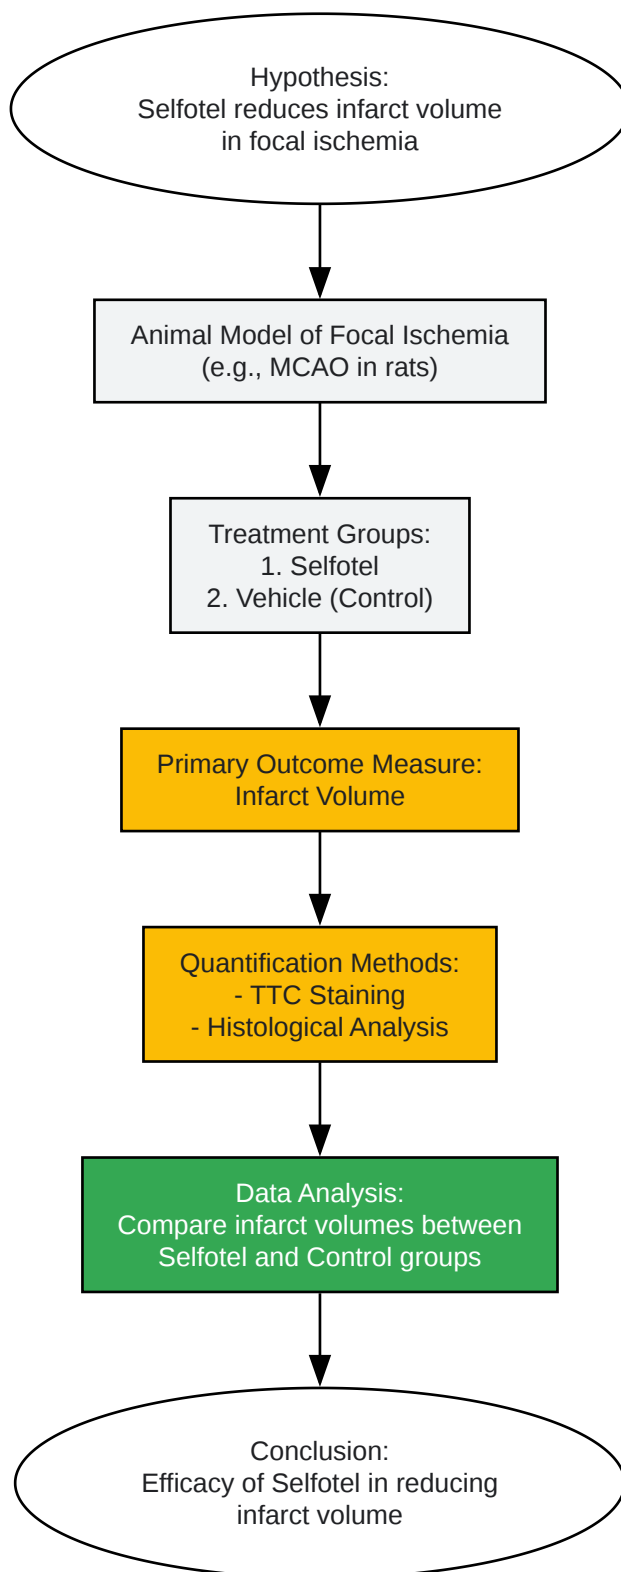 Hypothesis:
Selfotel reduces infarct volume
in focal ischemia
Animal Model of Focal Ischemia
(e.g., MCAO in rats)
Treatment Groups:
1. Selfotel
2. Vehicle (Control)
Primary Outcome Measure:
Infarct Volume
Quantification Methods:
- TTC Staining
- Histological Analysis
Data Analysis:
Compare infarct volumes between
Selfotel and Control groups
Conclusion:
Efficacy of Selfotel in reducing
infarct volume